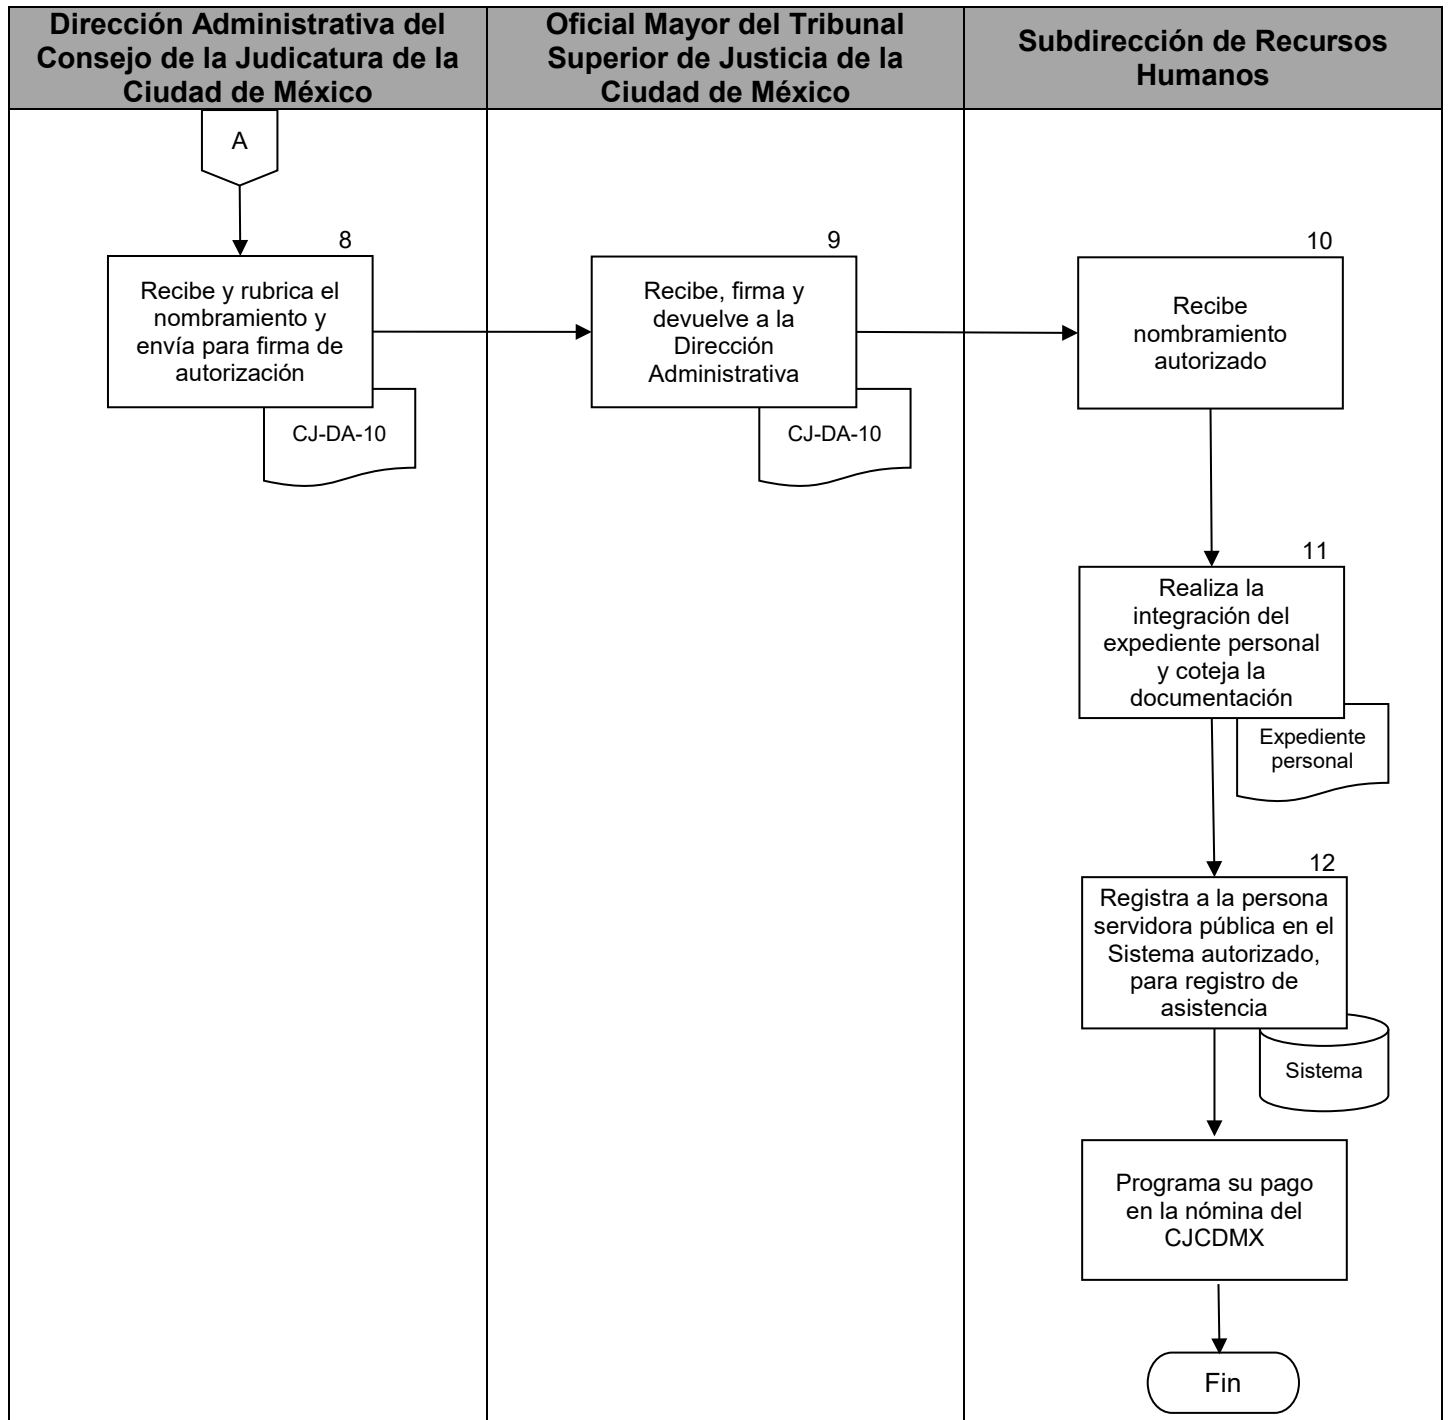 Dirección Administrativa del
Consejo de la Judicatura de la
Ciudad de México
Oficial Mayor del Tribunal
Superior de Justicia de la
Ciudad de México
Subdirección de Recursos
Humanos
A
8
Recibe y rubrica el
nombramiento y
envía para firma de
autorización
CJ-DA-10
9
Recibe, firma y
devuelve a la
Dirección
Administrativa
CJ-DA-10
10
Recibe
nombramiento
autorizado
11
Realiza la
integración del
expediente personal
y coteja la
documentación
Expediente
personal
12
Registra a la persona
servidora pública en el
Sistema autorizado,
para registro de
asistencia
Sistema
Programa su pago
en la nómina del
CJCDMX
Fin